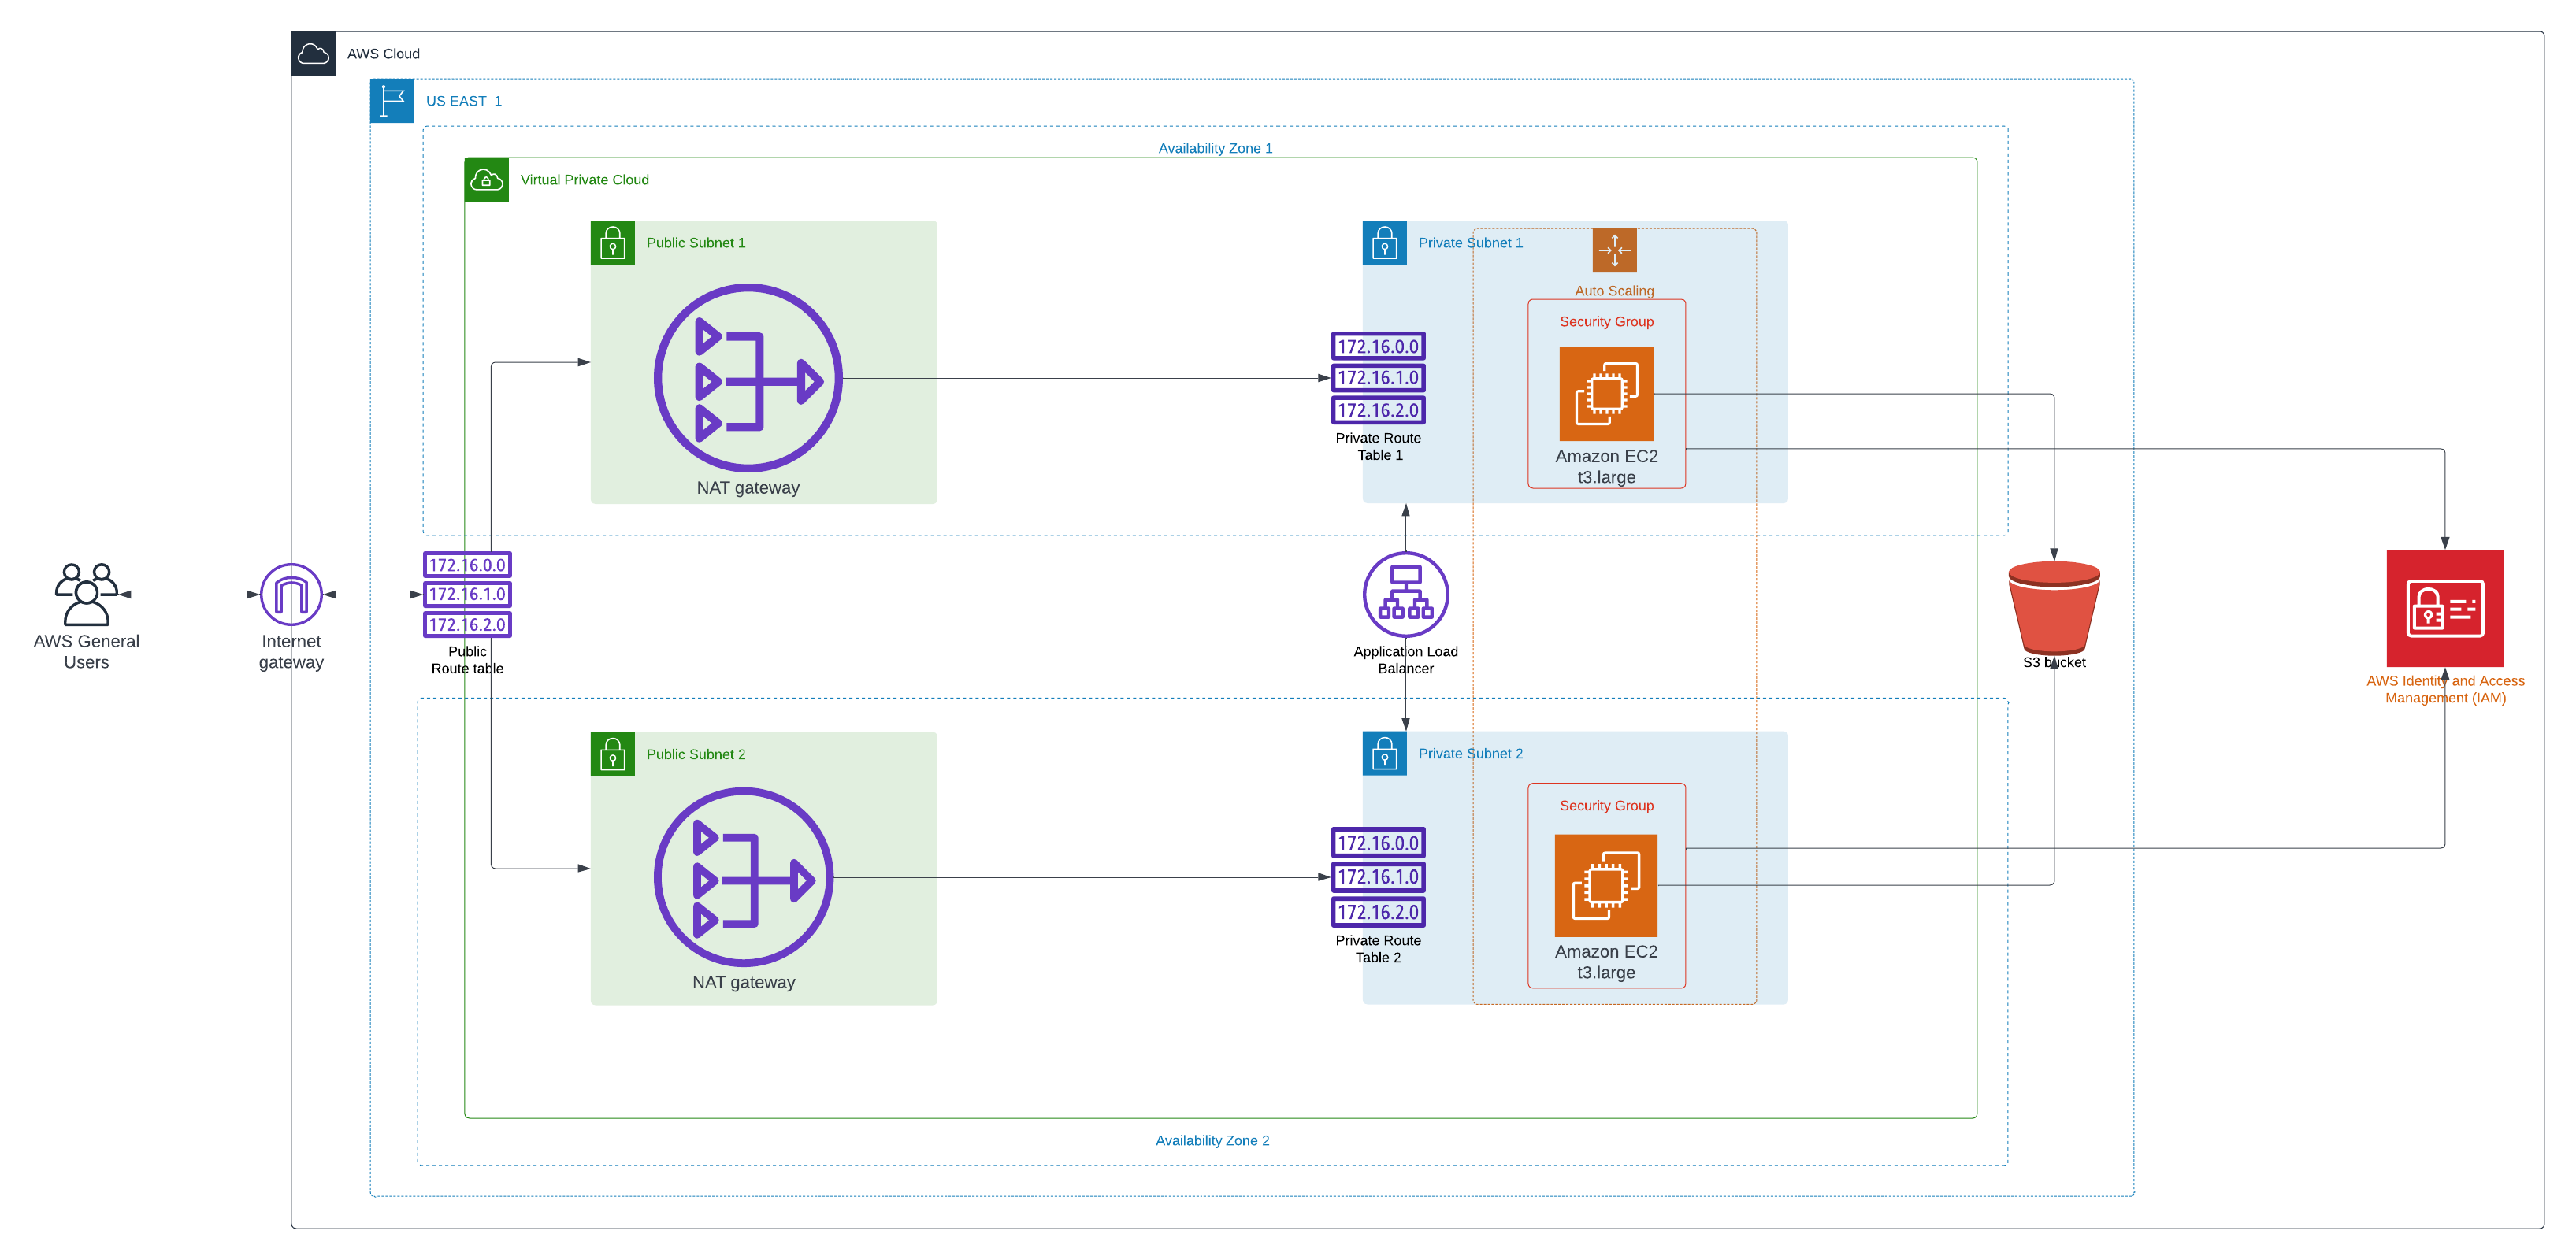 AWS Cloud
US EAST 1
Availability Zone 1
Virtual Private Cloud
Public Subnet 1
NAT gateway
Private Subnet 1
Auto Scaling
Security Group
172.16.0.0
172.16.1.0
172.16.2.0
Private Route
Table 1
Amazon EC2
t3.large
AWS General
Users
Internet
gateway
172.16.0.0
172.16.1.0
172.16.2.0
Public
Route table
Application Load
Balancer
S3 bucket
AWS Identity and Access
Management (IAM)
Public Subnet 2
NAT gateway
Private Subnet 2
Security Group
172.16.0.0
172.16.1.0
172.16.2.0
Private Route
Table 2
Amazon EC2
t3.large
Availability Zone 2